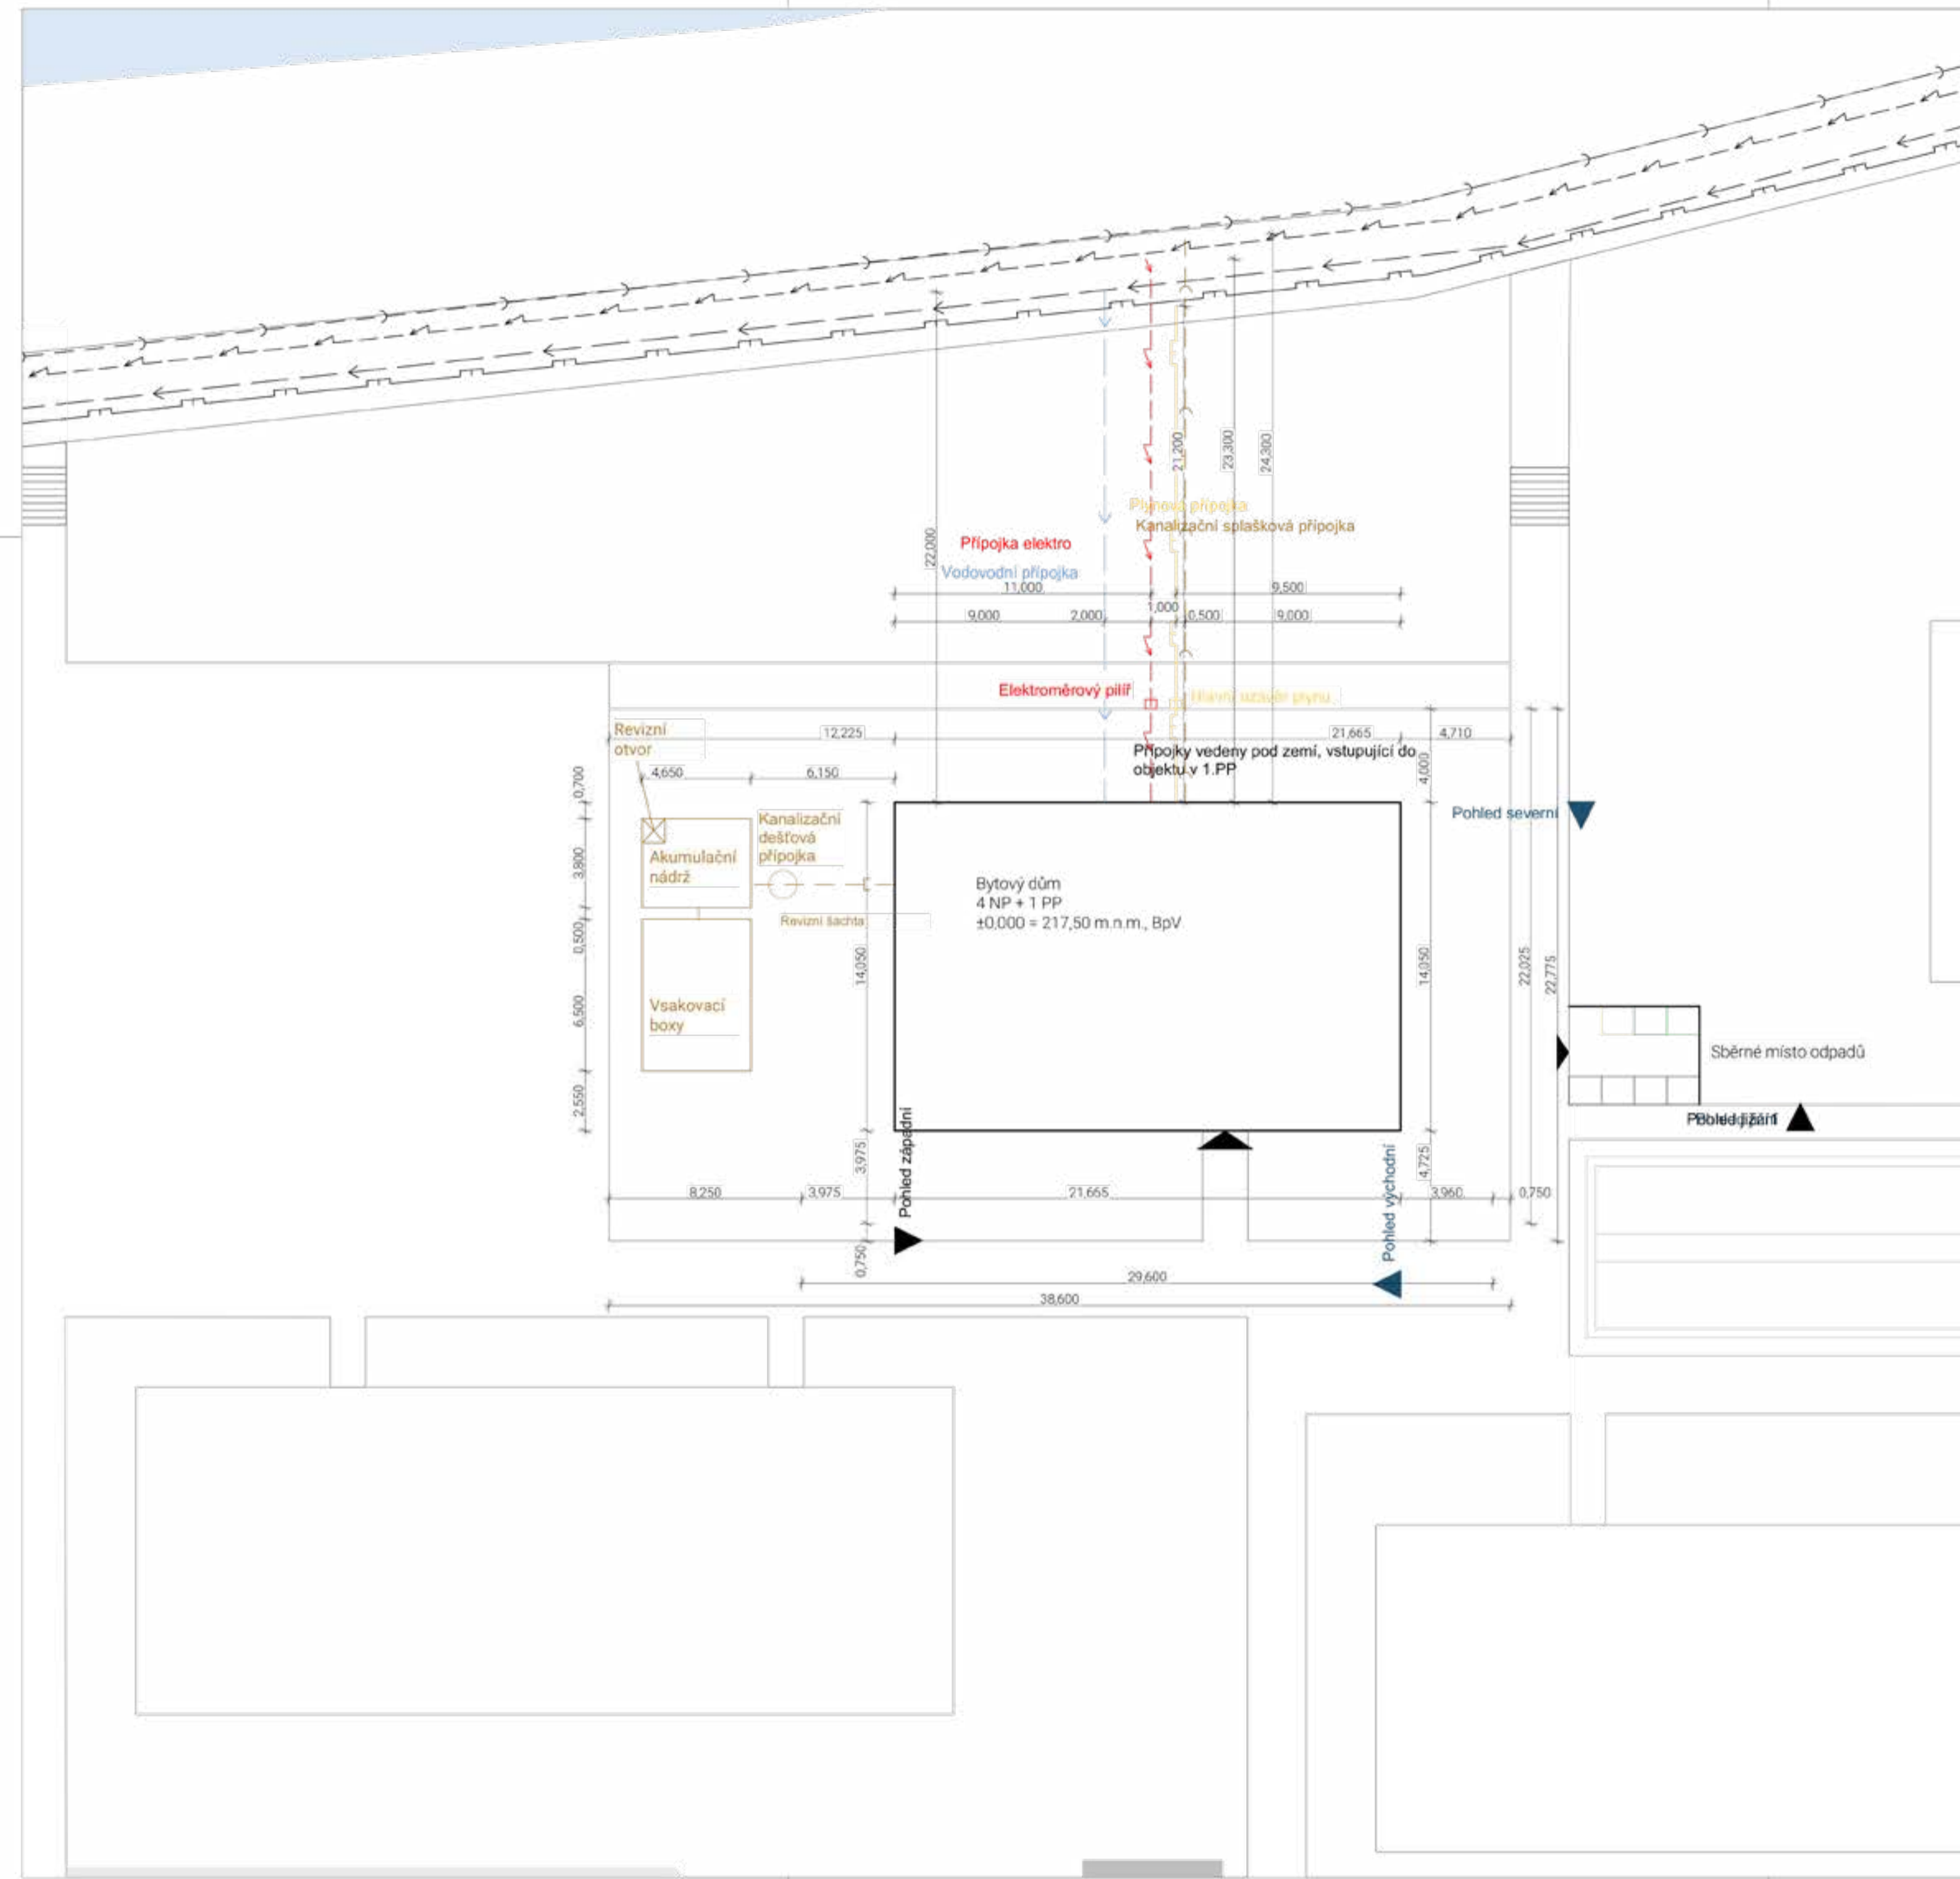 21,200
23,300
24,300
Plynová přípojka
Kanalizační splašková přípojka
22,000
Přípojka elektro
Vodovodní přípojka
11,000
9,500
9,000
2,000
1,000
0,500
9,000
Elektroměrový pilíř
Hlavní uzávěr plynu
Revizní
otvor
12,225
21,665
4,710
Přípojky vedeny pod zemí, vstupující do
objektu v 1.PP
4,650
6,150
0,700
4,000
Pohled severní
Kanalizační
dešťová
přípojka
Akumulační
nádrž
3,800
Bytový dům
4 NP + 1 PP
±0,000 = 217,50 m.n.m., BpV
Revizní šachta
0,500
14,050
14,050
22,025
22,775
Vsakovací
boxy
6,500
Sběrné místo odpadů
2,550
Pohled západní
3,975
Pohled východní
4,725
8,250
3,975
21,665
3,960
0,750
0,750
29,600
38,600